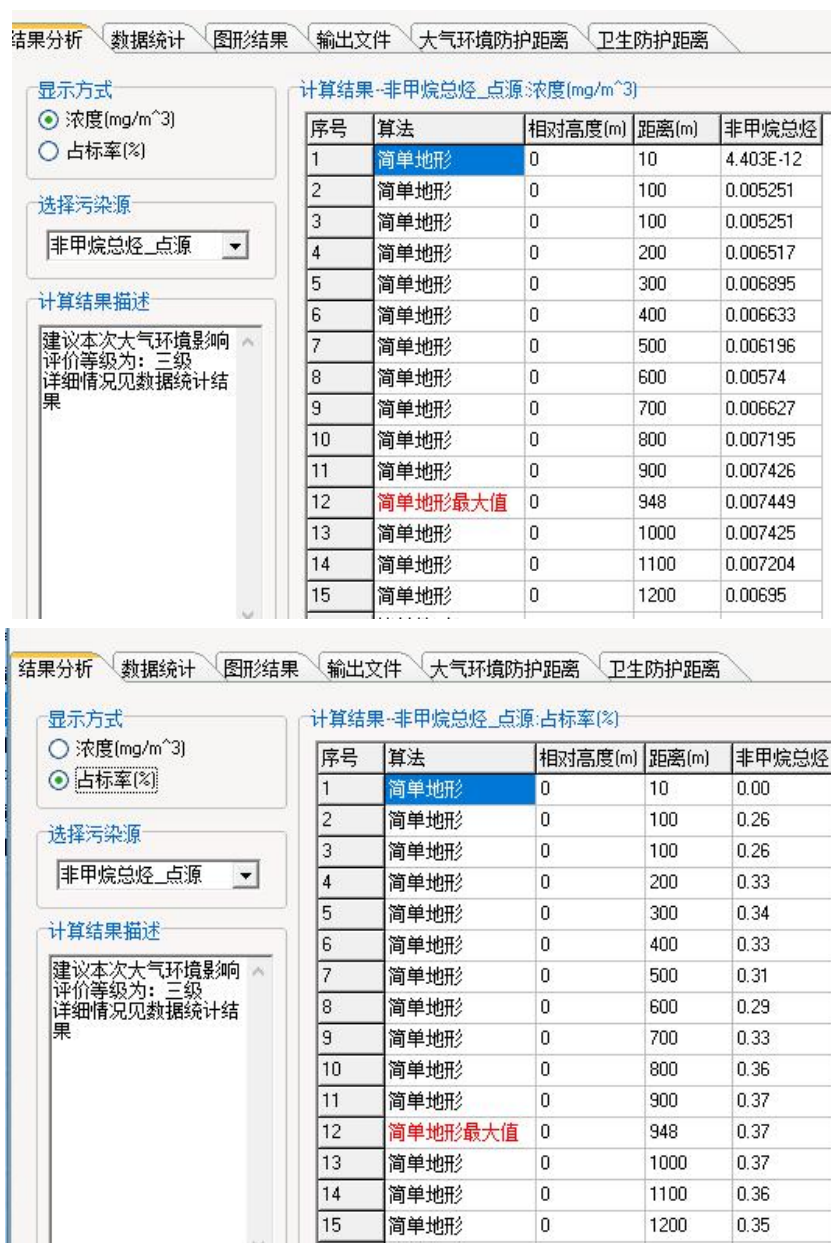 结果分析 数据统计 图形结果 输出文件 大气环境防护距离 卫生防护距离
显示方式
浓度(mg/m^3)
占标率(%)
选择污染源
非甲烷总烃_点源
计算结果描述
建议本次大气环境影响
评价等级为：三级
详细情况见数据统计结
果
计算结果--非甲烷总烃_点源:浓度(mg/m^3)
序号 算法 相对高度(m) 距离(m) 非甲烷总烃
1 简单地形 0 10 4.403E-12
2 简单地形 0 100 0.005251
3 简单地形 0 100 0.005251
4 简单地形 0 200 0.006517
5 简单地形 0 300 0.006895
6 简单地形 0 400 0.006633
7 简单地形 0 500 0.006196
8 简单地形 0 600 0.00574
9 简单地形 0 700 0.006627
10 简单地形 0 800 0.007195
11 简单地形 0 900 0.007426
12 简单地形最大值 0 948 0.007449
13 简单地形 0 1000 0.007425
14 简单地形 0 1100 0.007204
15 简单地形 0 1200 0.00695
结果分析 数据统计 图形结果 输出文件 大气环境防护距离 卫生防护距离
显示方式
浓度(mg/m^3)
占标率(%)
选择污染源
非甲烷总烃_点源
计算结果描述
建议本次大气环境影响
评价等级为：三级
详细情况见数据统计结
果
计算结果--非甲烷总烃_点源:占标率(%)
序号 算法 相对高度(m) 距离(m) 非甲烷总烃
1 简单地形 0 10 0.00
2 简单地形 0 100 0.26
3 简单地形 0 100 0.26
4 简单地形 0 200 0.33
5 简单地形 0 300 0.34
6 简单地形 0 400 0.33
7 简单地形 0 500 0.31
8 简单地形 0 600 0.29
9 简单地形 0 700 0.33
10 简单地形 0 800 0.36
11 简单地形 0 900 0.37
12 简单地形最大值 0 948 0.37
13 简单地形 0 1000 0.37
14 简单地形 0 1100 0.36
15 简单地形 0 1200 0.35